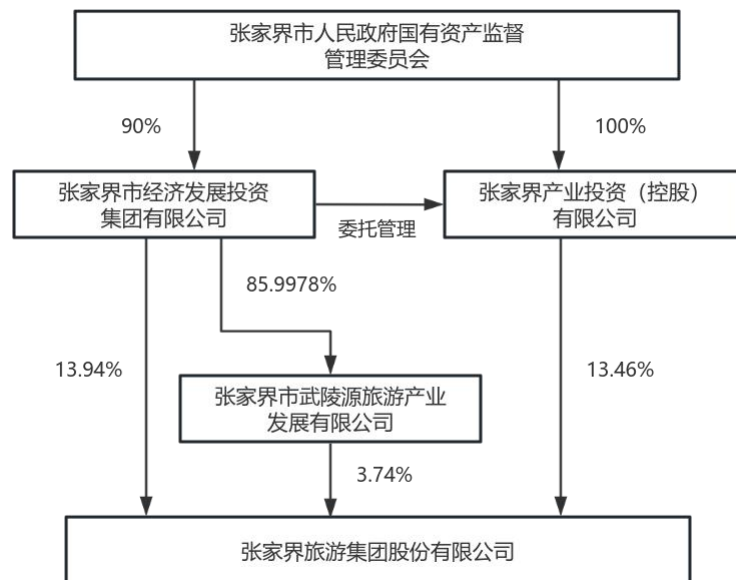 张家界市人民政府国有资产监督
管理委员会
90%
100%
张家界市经济发展投资
集团有限公司
张家界产业投资（控股）
有限公司
委托管理
85.9978%
13.94%
13.46%
张家界市武陵源旅游产业
发展有限公司
3.74%
张家界旅游集团股份有限公司